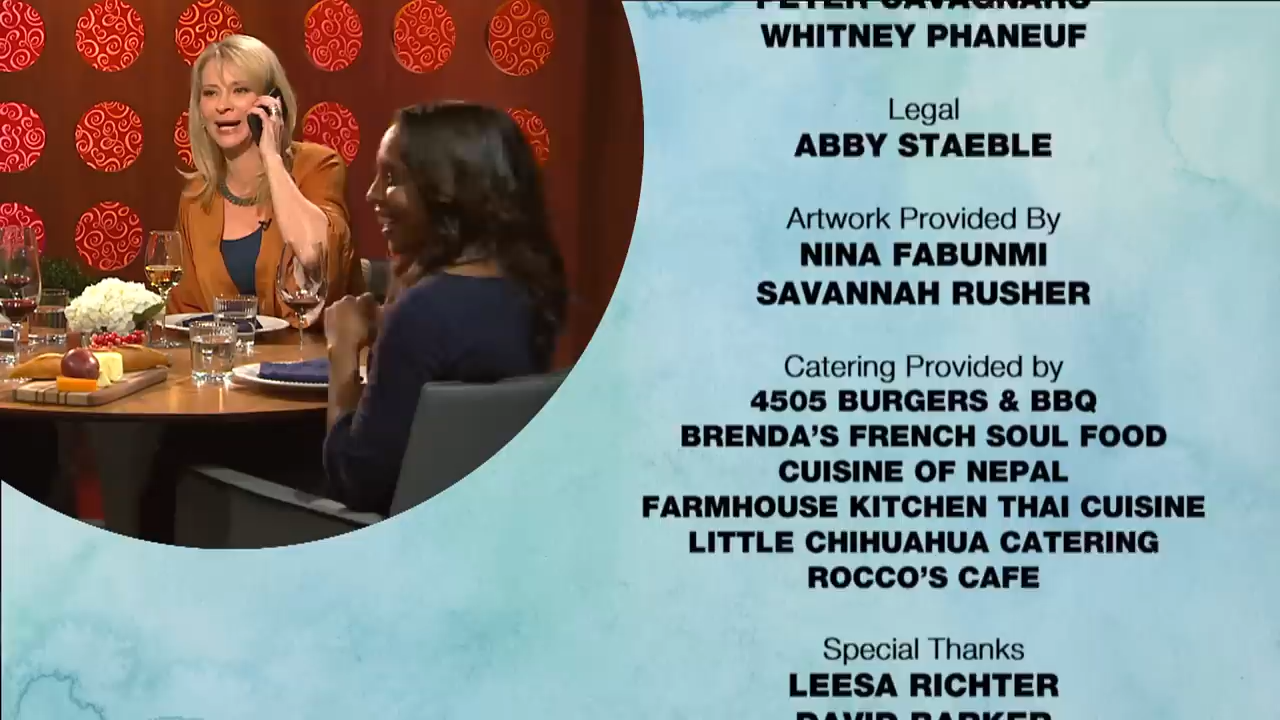 PETER CAVAGNARO
WHITNEY PHANEUF
Legal
ABBY STAEBLE
Artwork Provided By
NINA FABUNMI
SAVANNAH RUSHER
Catering Provided by
4505 BURGERS & BBQ
BRENDA'S FRENCH SOUL FOOD
CUISINE OF NEPAL
FARMHOUSE KITCHEN THAI CUISINE
LITTLE CHIHUAHUA CATERING
ROCCO'S CAFE
Special Thanks
LEESA RICHTER